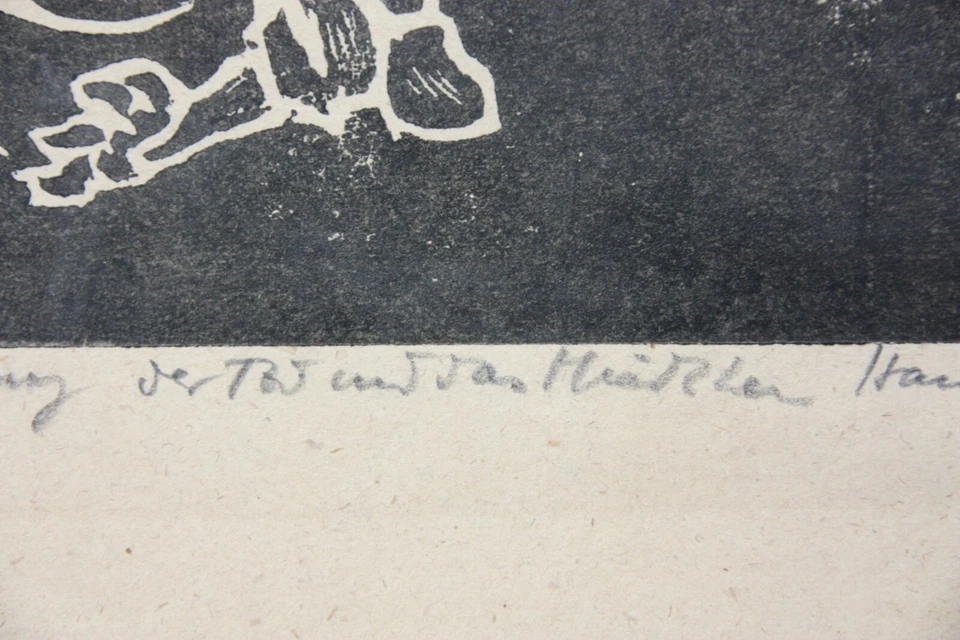 der Tod und das Mädchen